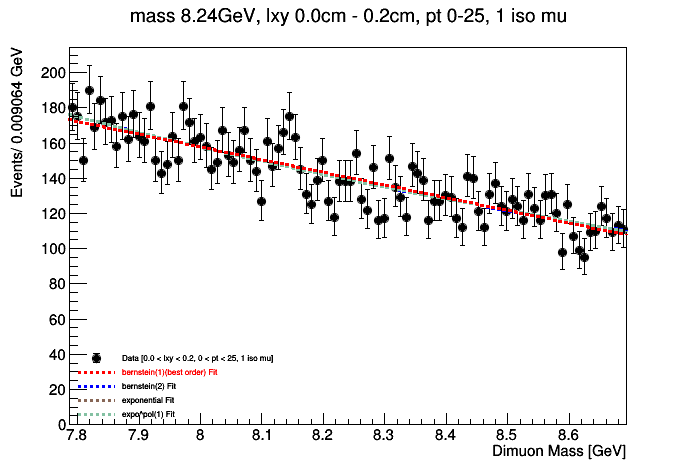 mass 8.24GeV, lxy 0.0cm - 0.2cm, pt 0-25, 1 iso mu
Events/ 0.009064 GeV
200
180
160
140
120
100
80
60
40
20
0
Data [0.0 < lxy < 0.2, 0 < pt < 25, 1 iso mu]
bernstein(1)(best order) Fit
bernstein(2) Fit
exponential Fit
expo*pol(1) Fit
7.8 7.9 8 8.1 8.2 8.3 8.4 8.5 8.6
Dimuon Mass [GeV]